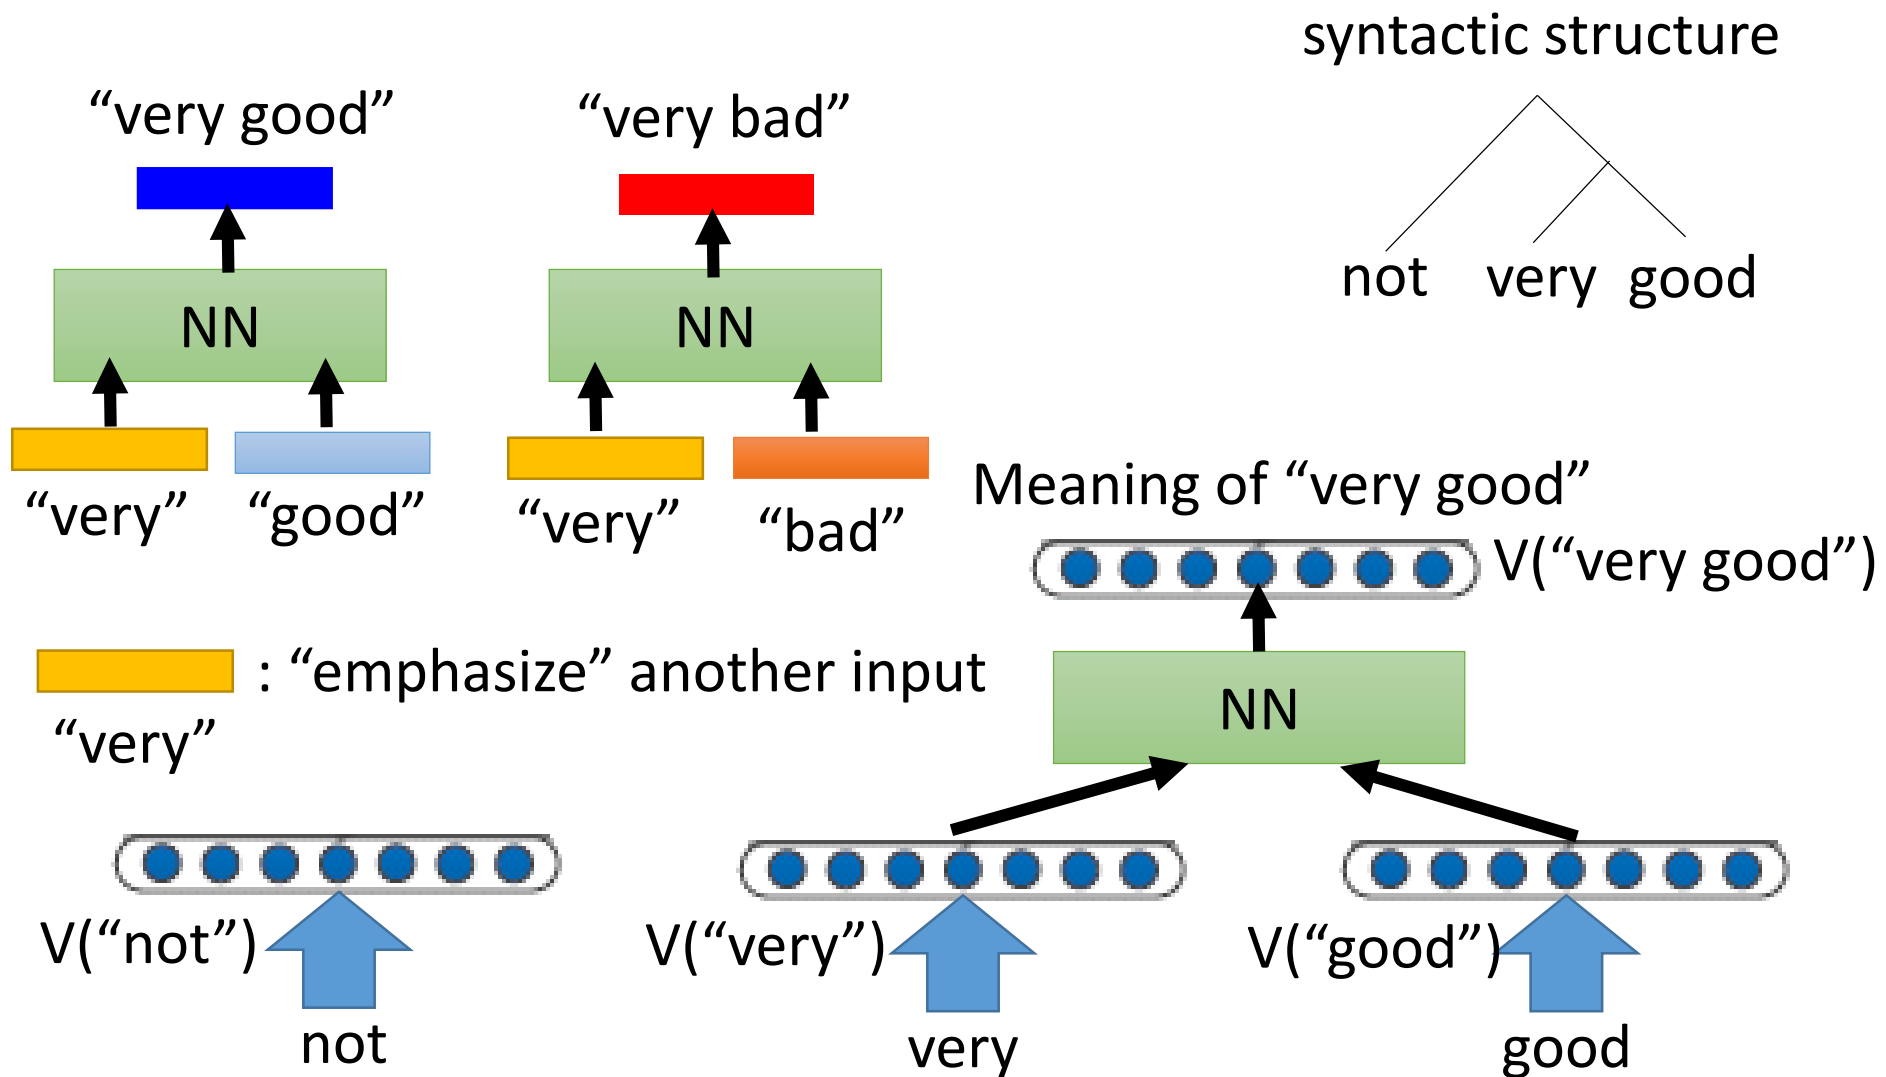 syntactic structure
“very good”
“very bad”
NN
NN
not very good
“very”
“good”
“very”
“bad”
Meaning of “very good”
V(“very good”)
: “emphasize” another input
“very”
NN
V(“not”)
V(“very”)
V(“good”)
not
very
good